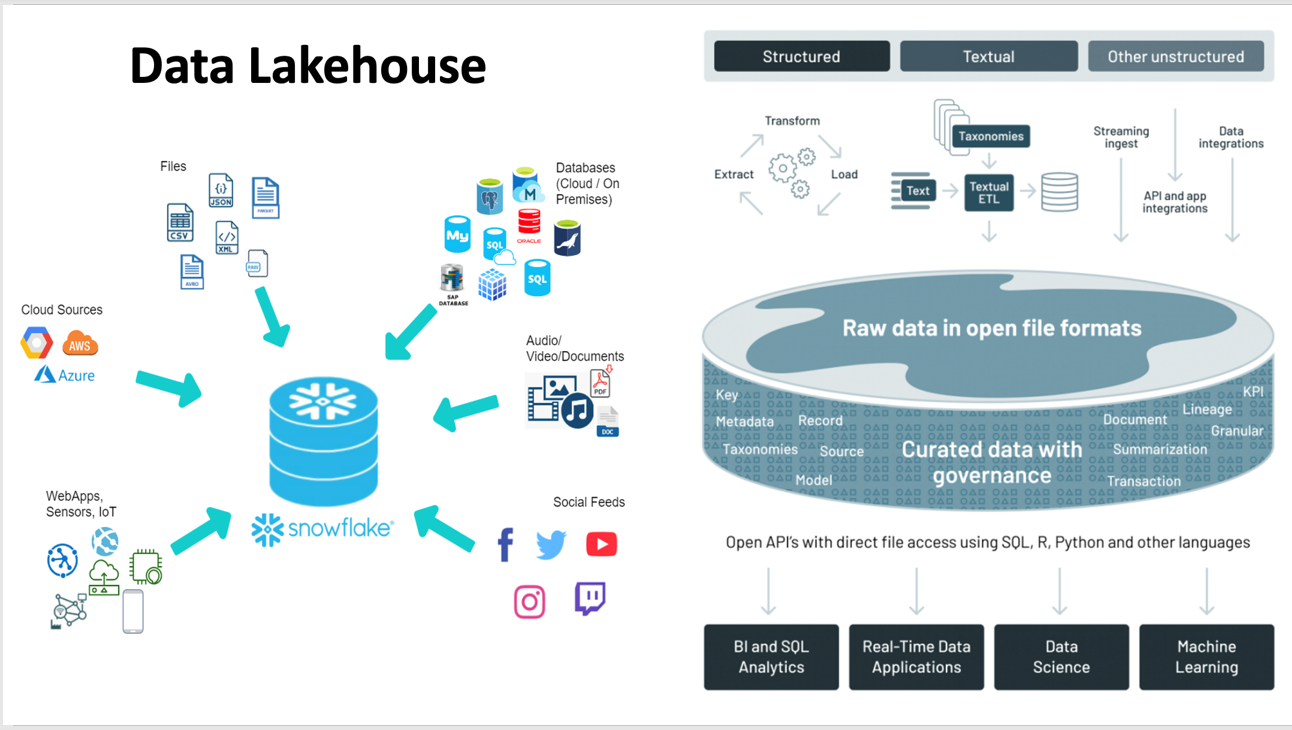 Data Lakehouse
Files
{i}
JSON
PARQUET
CSV
</>
XML
AVRO
Databases
(Cloud / On
Premises)
M
My
SQL
ORACLE
SQL
SAP
DATABASE
Cloud Sources
AWS
Azure
Audio/
Video/Documents
PDF
DOC
snowflake®
WebApps,
Sensors, IoT
Social Feeds
Structured
Textual
Other unstructured
Transform
Extract
Load
Taxonomies
Text
Textual
ETL
Streaming
ingest
Data
integrations
API and app
integrations
Raw data in open file formats
Key
Metadata
Record
Taxonomies
Source
Model
Curated data with
governance
KPI
Lineage
Document
Granular
Summarization
Transaction
Open API's with direct file access using SQL, R, Python and other languages
BI and SQL
Analytics
Real-Time Data
Applications
Data
Science
Machine
Learning